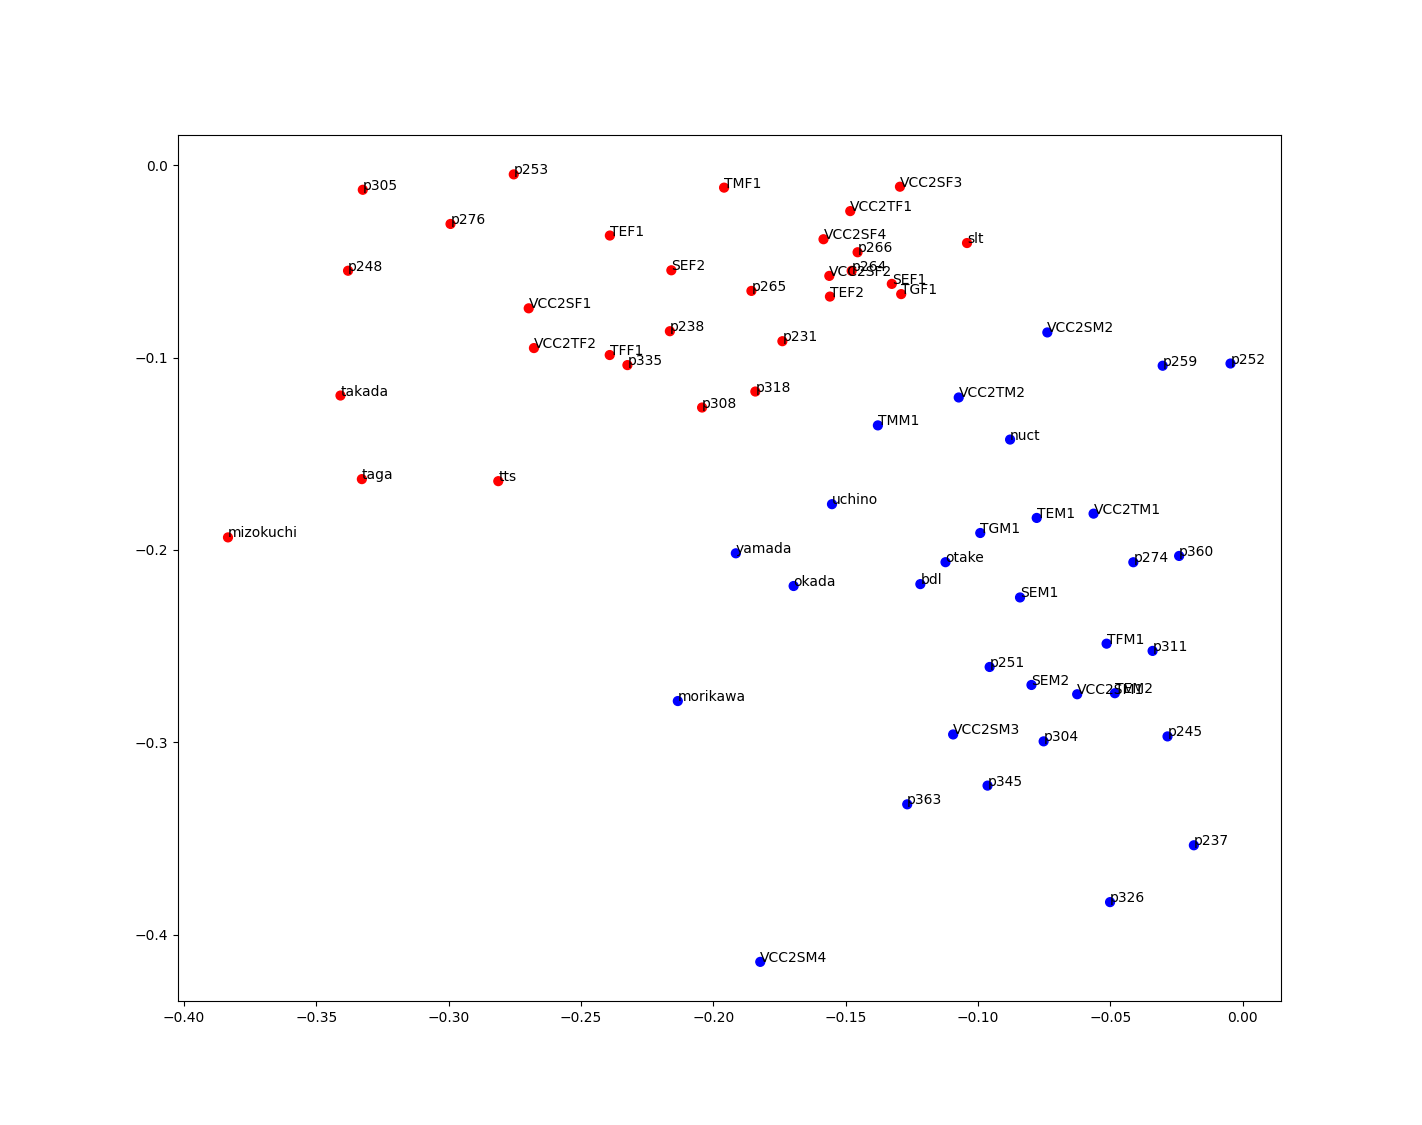 0.0
−0.1
−0.2
−0.3
−0.4
p253
p305
TMF1
VCC2SF3
VCC2TF1
p276
TEF1
VCC2SF4
slt
p266
p248
SEF2
p264
VCC2SF2
SEF1
p265
TGF1
TEF2
VCC2SF1
p238
VCC2SM2
p231
VCC2TF2
TFF1
p335
p259
p252
takada
p318
VCC2TM2
p308
TMM1
nuct
taga
tts
uchino
mizokuchi
TEM1
VCC2TM1
TGM1
yamada
otake
p274
p360
okada
bdl
SEM1
TFM1
p311
p251
SEM2
VCC2SM1
TEM2
morikawa
VCC2SM3
p304
p245
p345
p363
p237
p326
VCC2SM4
−0.40
−0.35
−0.30
−0.25
−0.20
−0.15
−0.10
−0.05
0.00